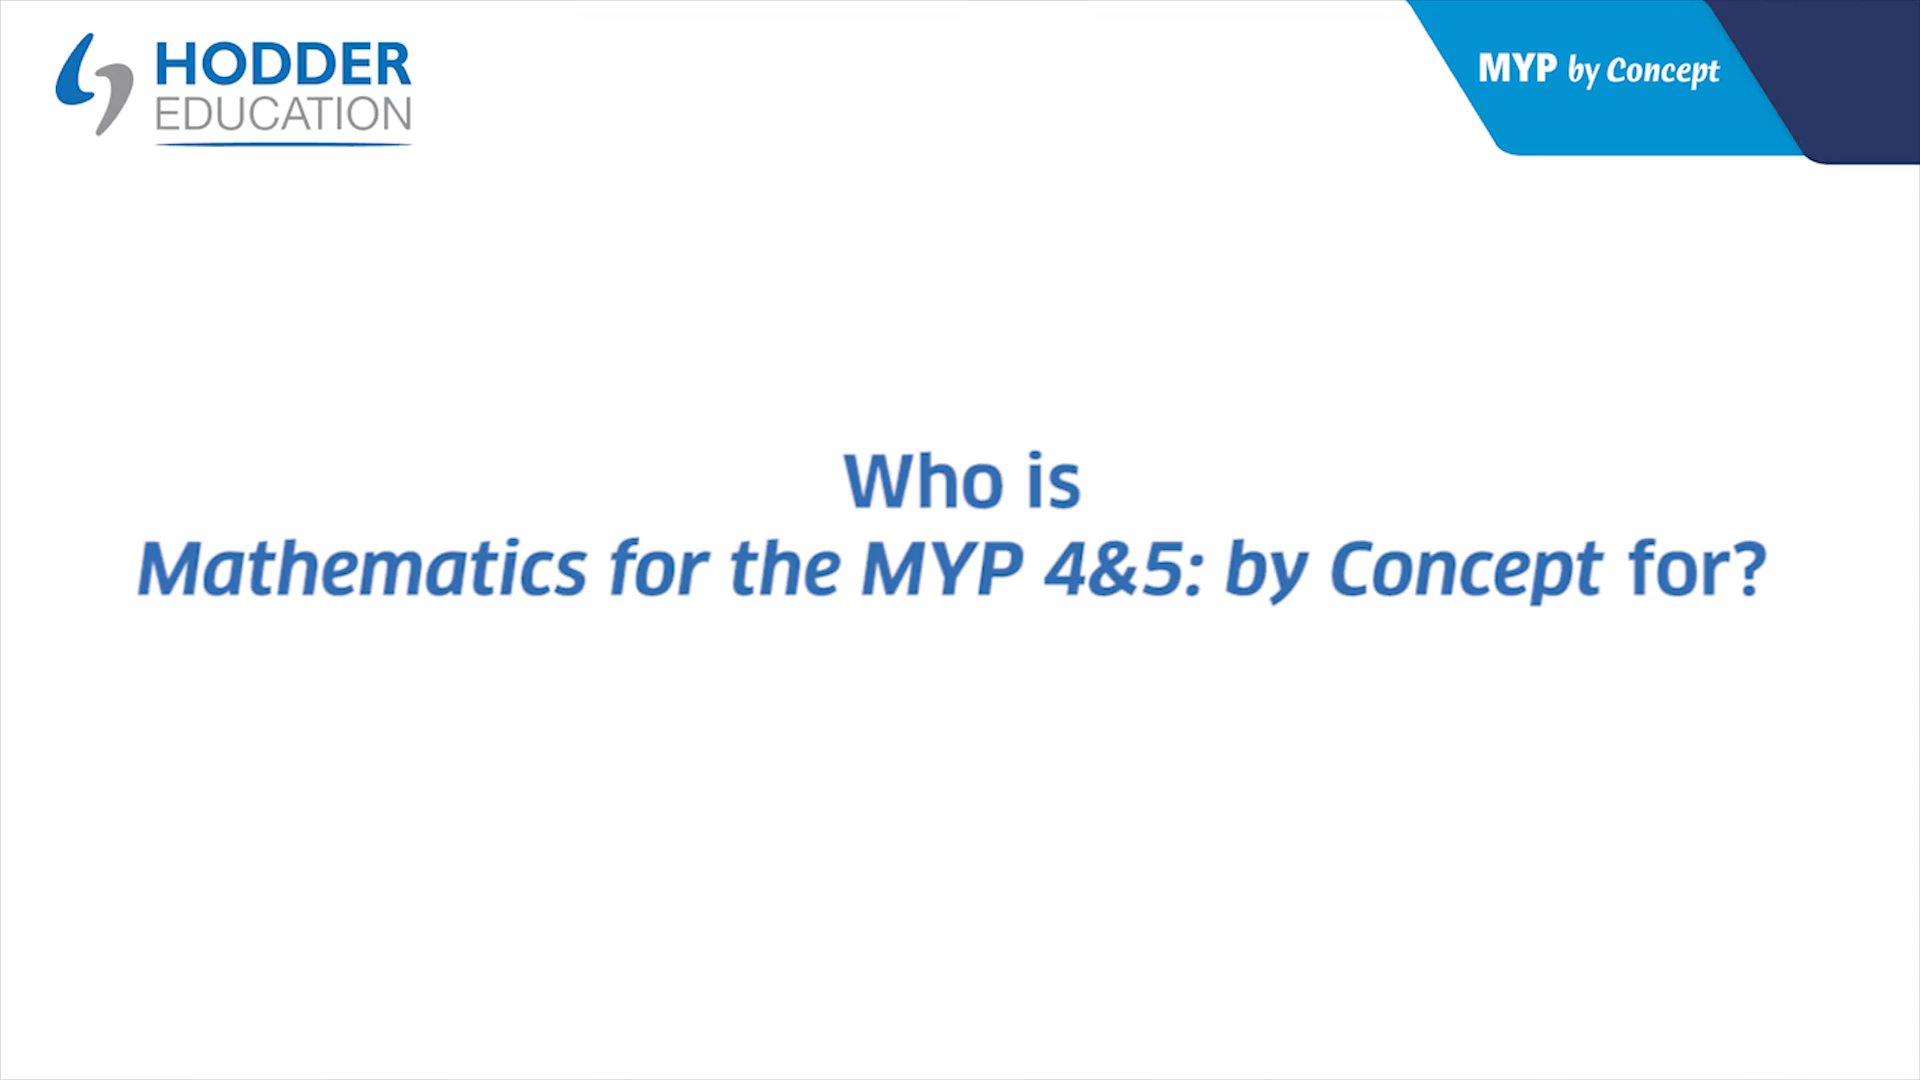 HODDER
EDUCATION
MYP by Concept
Who is
Mathematics for the MYP 4&5: by Concept for?